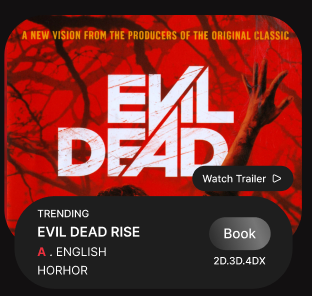 A NEW VISION FROM THE PRODUCERS OF THE ORIGINAL CLASSIC
EVIL
DEAD
Watch Trailer
TRENDING
EVIL DEAD RISE
A . ENGLISH
HORHOR
Book
2D.3D.4DX